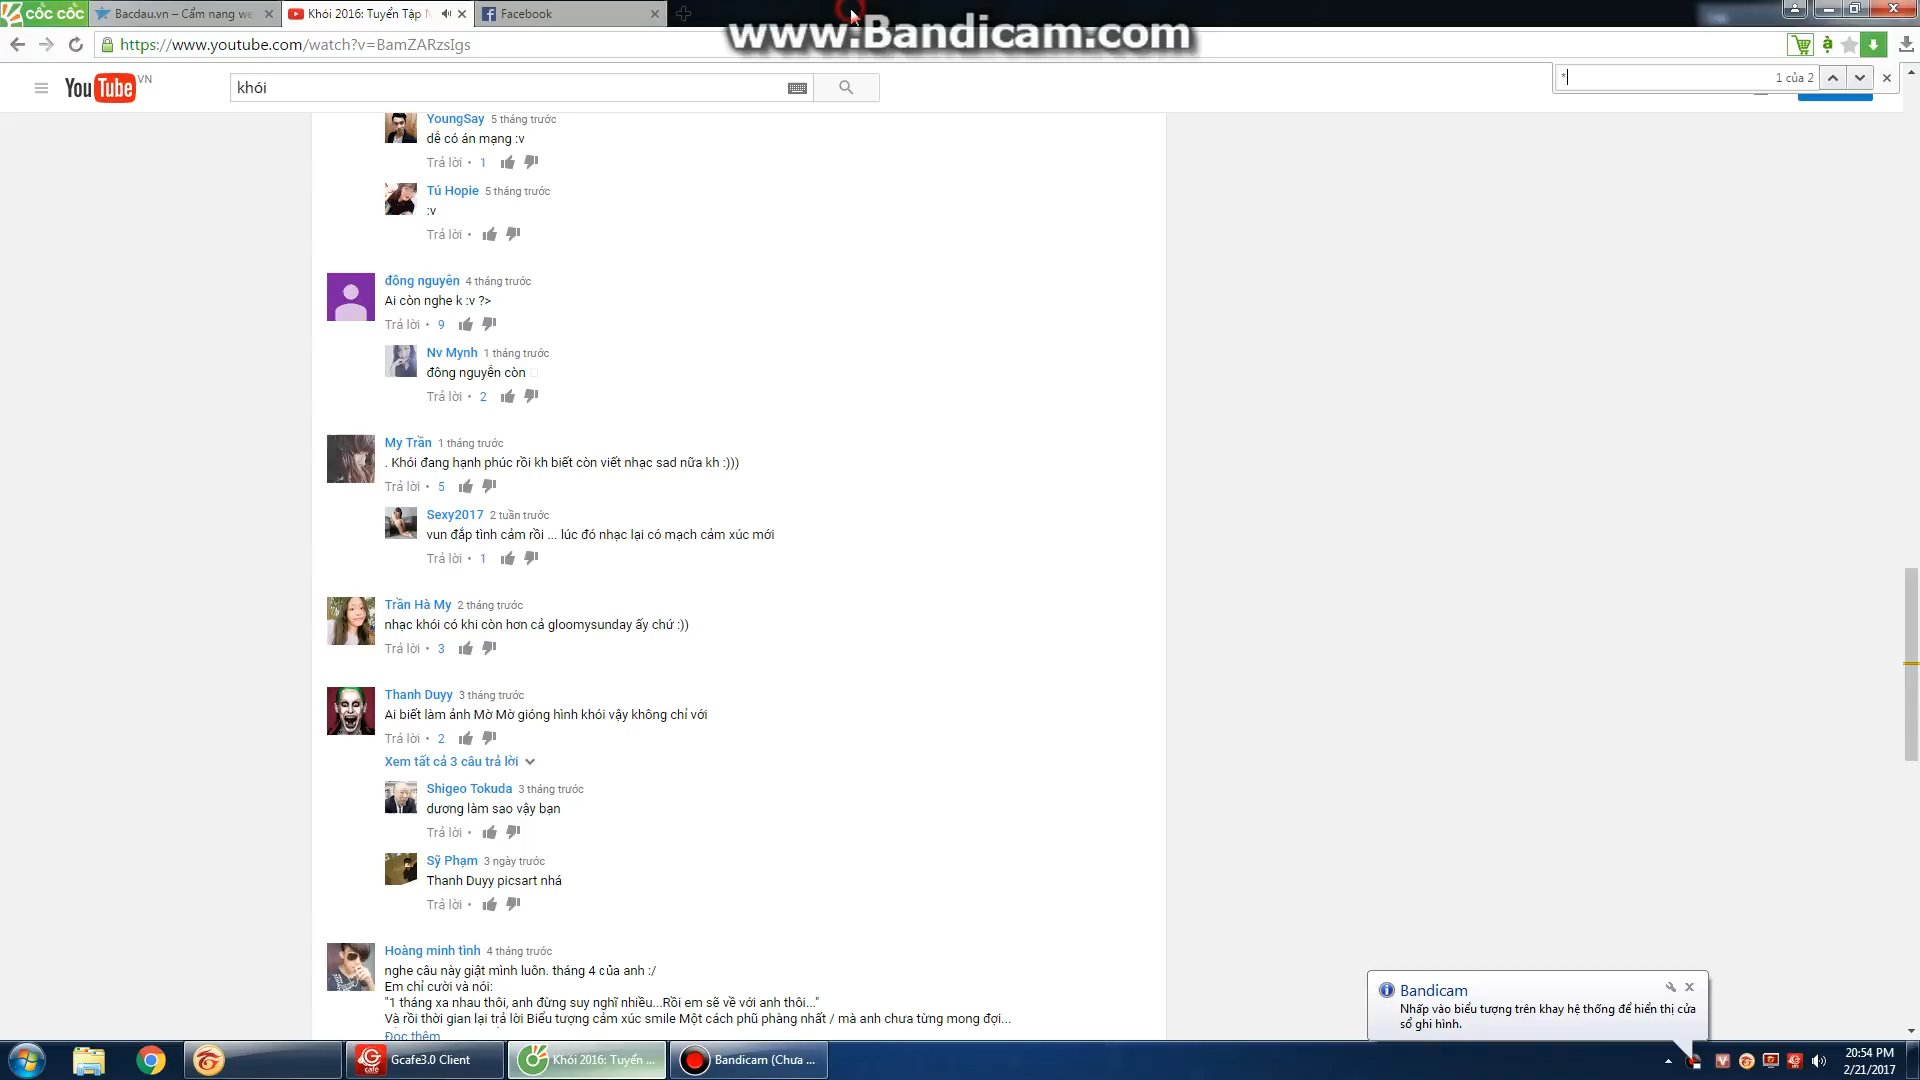 cốc cốc
Bacdau.vn – Cẩm nang we
Khói 2016: Tuyển Tập N
Facebook
www.Bandicam.com
https://www.youtube.com/watch?v=BamZARzsIgs
YouTube VN
khói
*
1 của 2
YoungSay 5 tháng trước
dễ có án mạng :v
Trả lời • 1
Tú Hopie 5 tháng trước
:v
Trả lời •
đông nguyên 4 tháng trước
Ai còn nghe k :v ?>
Trả lời • 9
Nv Mynh 1 tháng trước
đông nguyễn còn
Trả lời • 2
My Trần 1 tháng trước
. Khói đang hạnh phúc rồi kh biết còn viết nhạc sad nữa kh :)))
Trả lời • 5
Sexy2017 2 tuần trước
vun đắp tình cảm rồi ... lúc đó nhạc lại có mạch cảm xúc mới
Trả lời • 1
Trần Hà My 2 tháng trước
nhạc khói có khi còn hơn cả gloomysunday ấy chứ :))
Trả lời • 3
Thanh Duyy 3 tháng trước
Ai biết làm ảnh Mờ Mờ gióng hình khói vậy không chỉ với
Trả lời • 2
Xem tất cả 3 câu trả lời
Shigeo Tokuda 3 tháng trước
dương làm sao vậy bạn
Trả lời •
Sỹ Phạm 3 ngày trước
Thanh Duyy picsart nhá
Trả lời •
Hoàng minh tình 4 tháng trước
nghe câu này giật mình luôn. tháng 4 của anh :/
Em chỉ cười và nói:
"1 tháng xa nhau thôi, anh đừng suy nghĩ nhiều...Rồi em sẽ về với anh thôi..."
Và rồi thời gian lại trả lời Biểu tượng cảm xúc smile Một cách phũ phàng nhất / mà anh chưa từng mong đợi...
Đọc thêm
Bandicam
Nhấp vào biểu tượng trên khay hệ thống để hiển thị cửa
sổ ghi hình.
Gcafe3.0 Client
Khói 2016: Tuyển ...
Bandicam (Chưa ...
20:54 PM
2/21/2017